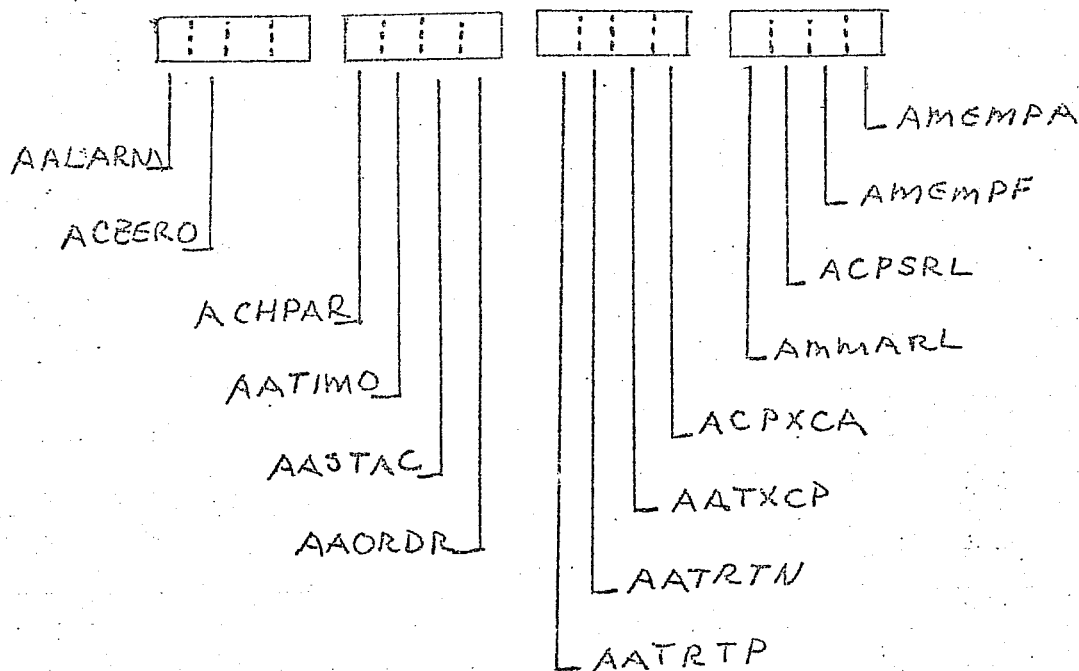 AMEMPA
AALARM
AMEMPF
ACZERO
ACPSRL
ACHPAR
AMMARL
AATIMO
ACPXCA
AASTAC
AATXCP
AAORDR
AATRTN
AATRTP